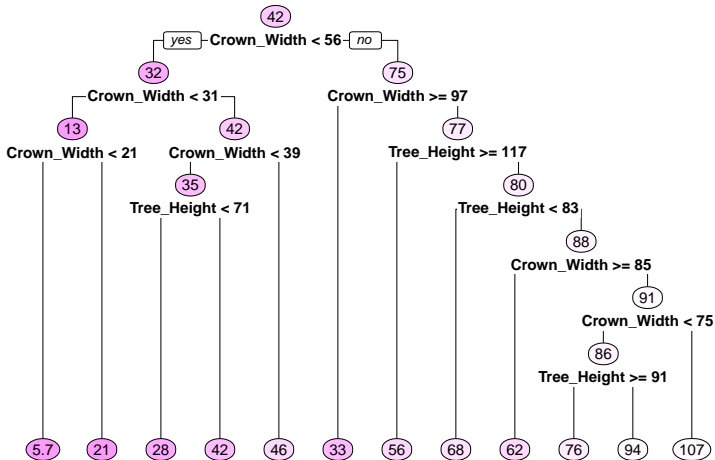 42
yes Crown_Width < 56 no
32 75
Crown_Width < 31 Crown_Width >= 97
13 42 77
Crown_Width < 21 Crown_Width < 39 Tree_Height >= 117
35 80
Tree_Height < 71 Tree_Height < 83
88
Crown_Width >= 85
91
Crown_Width < 75
86
Tree_Height >= 91
5.7 21 28 42 46 33 56 68 62 76 94 107